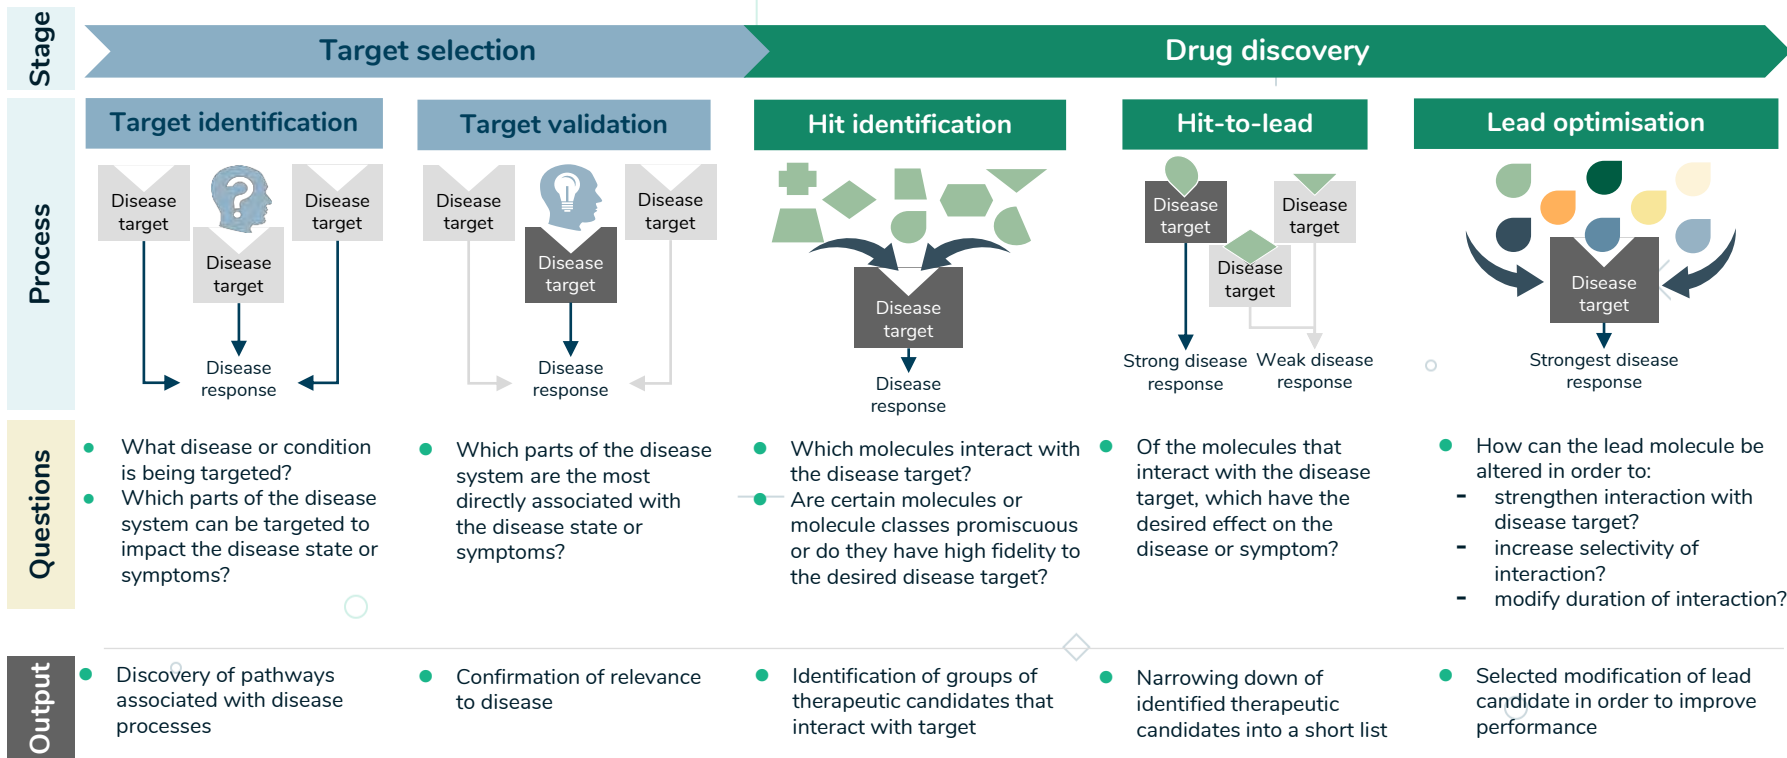 Stage
Target selection
Drug discovery
Process
Target identification
Target validation
Hit identification
Hit-to-lead
Lead optimisation
Disease
target
Disease
target
Disease
target
Disease
response
Disease
target
Disease
target
Disease
target
Disease
response
Disease
target
Disease
response
Disease
target
Disease
target
Disease
target
Strong disease
response
Weak disease
response
Disease
target
Strongest disease
response
Questions
• What disease or condition
is being targeted?
• Which parts of the disease
system can be targeted to
impact the disease state or
symptoms?
• Which parts of the disease
system are the most
directly associated with
the disease state or
symptoms?
• Which molecules interact with
the disease target?
• Are certain molecules or
molecule classes promiscuous
or do they have high fidelity to
the desired disease target?
• Of the molecules that
interact with the disease
target, which have the
desired effect on the
disease or symptom?
• How can the lead molecule be
altered in order to:
- strengthen interaction with
disease target?
- increase selectivity of
interaction?
- modify duration of interaction?
Output
• Discovery of pathways
associated with disease
processes
• Confirmation of relevance
to disease
• Identification of groups of
therapeutic candidates that
interact with target
• Narrowing down of
identified therapeutic
candidates into a short list
• Selected modification of lead
candidate in order to improve
performance